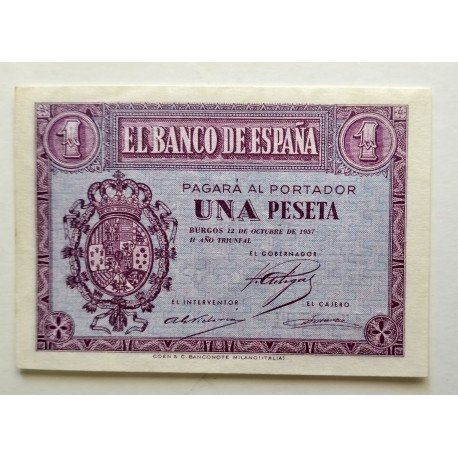 1 1
EL BANCO DE ESPAÑA
PAGARÁ AL PORTADOR
UNA PESETA
BURGOS 12 DE OCTUBRE DE 1937
II AÑO TRIUNFAL
EL GOBERNADOR
EL INTERVENTOR EL CAJERO
COEN & C. BANCONOTE MILANO (ITALIA)